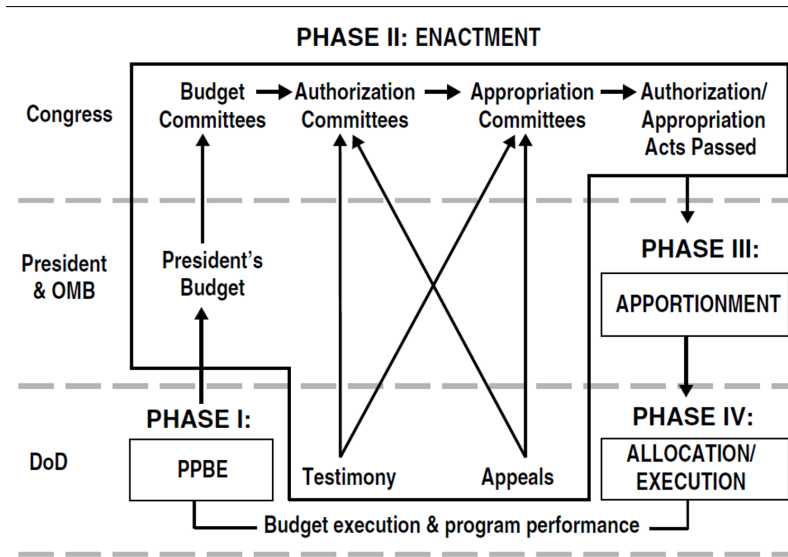 PHASE II: ENACTMENT
Congress
Budget
Committees
Authorization
Committees
Appropriation
Committees
Authorization/
Appropriation
Acts Passed
President
& OMB
President's
Budget
PHASE III:
APPORTIONMENT
DoD
PHASE I:
PPBE
Testimony
Appeals
PHASE IV:
ALLOCATION/
EXECUTION
Budget execution & program performance